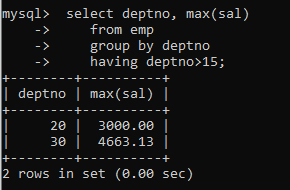 mysql>  select deptno, max(sal)
    ->     from emp
    ->     group by deptno
    ->     having deptno>15;
+--------+----------+
| deptno | max(sal) |
+--------+----------+
|     20 |  3000.00 |
|     30 |  4663.13 |
+--------+----------+
2 rows in set (0.00 sec)